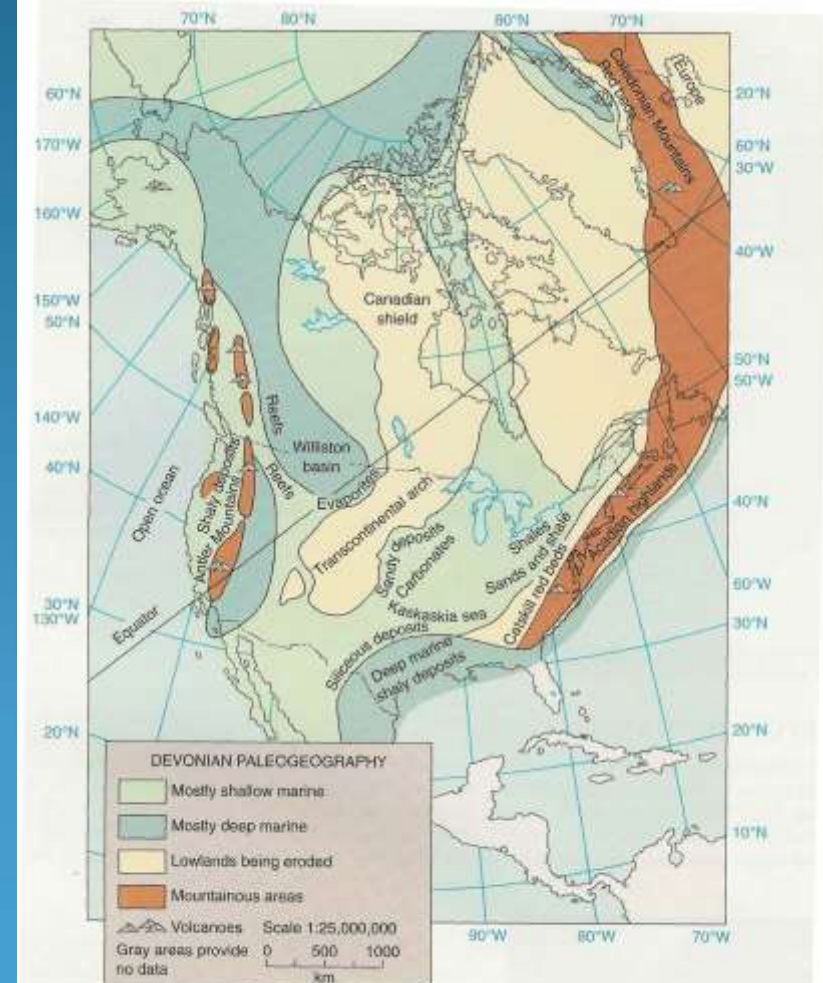 70°N
80°N
80°N
70°N
60°N
170°W
160°W
150°W
50°N
140°W
40°N
30°N
130°W
20°N
20°N
60°N
30°W
40°W
50°N
50°W
40°N
60°W
30°N
20°N
10°N
90°W
80°W
70°W
Caledonian Mountains
Red beds
Europe
Canadian
shield
Reefs
Williston
basin
Reefs
Evaporites
Shaly deposits
Antler Mountains
Open ocean
Equator
Transcontinental arch
Sandy deposits
Carbonates
Shales
Sands and shale
Catskill red beds
Acadian highlands
Kaskaskia sea
Siliceous deposits
Deep marine
shaly deposits
DEVONIAN PALEOGEOGRAPHY
Mostly shallow marine
Mostly deep marine
Lowlands being eroded
Mountainous areas
Volcanoes Scale 1:25,000,000
Gray areas provide 0 500 1000
no data
km